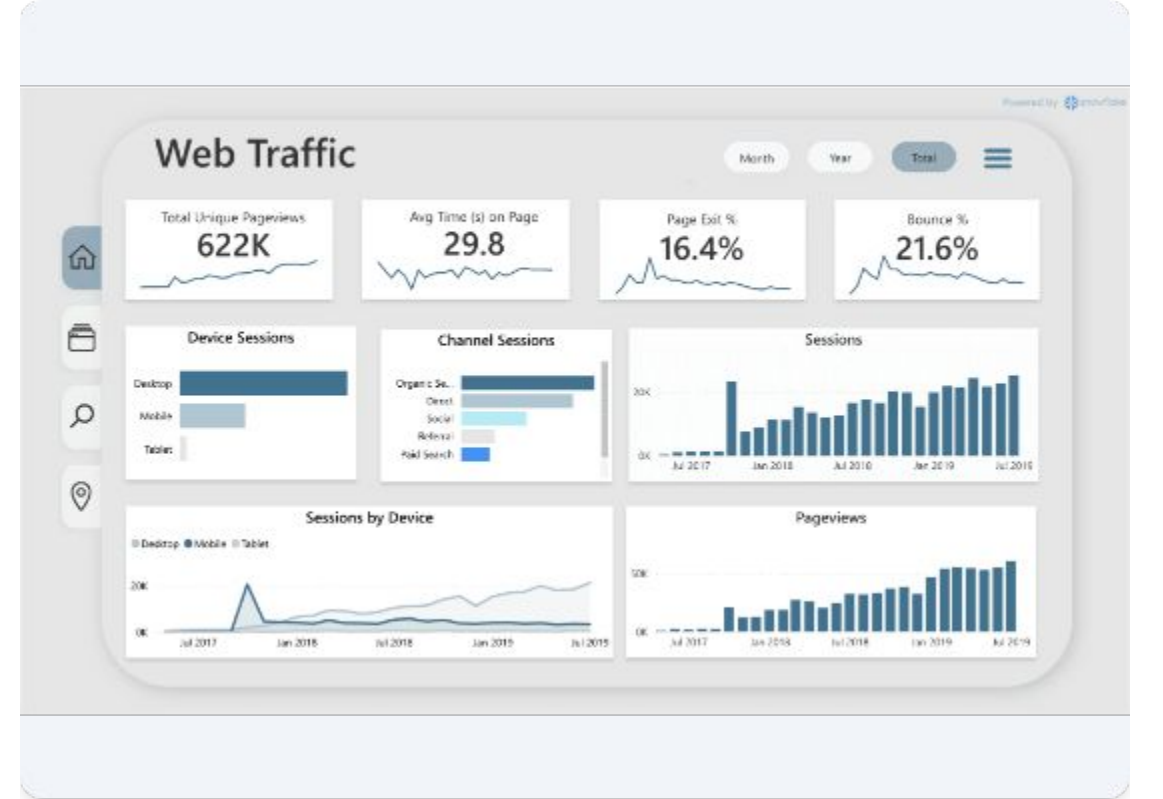 Powered by snowflake
Web Traffic
Month
Year
Total
Total Unique Pageviews
622K
Avg Time (s) on Page
29.8
Page Exit %
16.4%
Bounce %
21.6%
Device Sessions
Desktop
Mobile
Tablet
Channel Sessions
Organic Se...
Direct
Social
Referral
Paid Search
Sessions
20K
0K
Jul 2017 Jan 2018 Jul 2018 Jan 2019 Jul 2019
Sessions by Device
Desktop Mobile Tablet
20K
0K
Jul 2017 Jan 2018 Jul 2018 Jan 2019 Jul 2019
Pageviews
50K
0K
Jul 2017 Jan 2018 Jul 2018 Jan 2019 Jul 2019